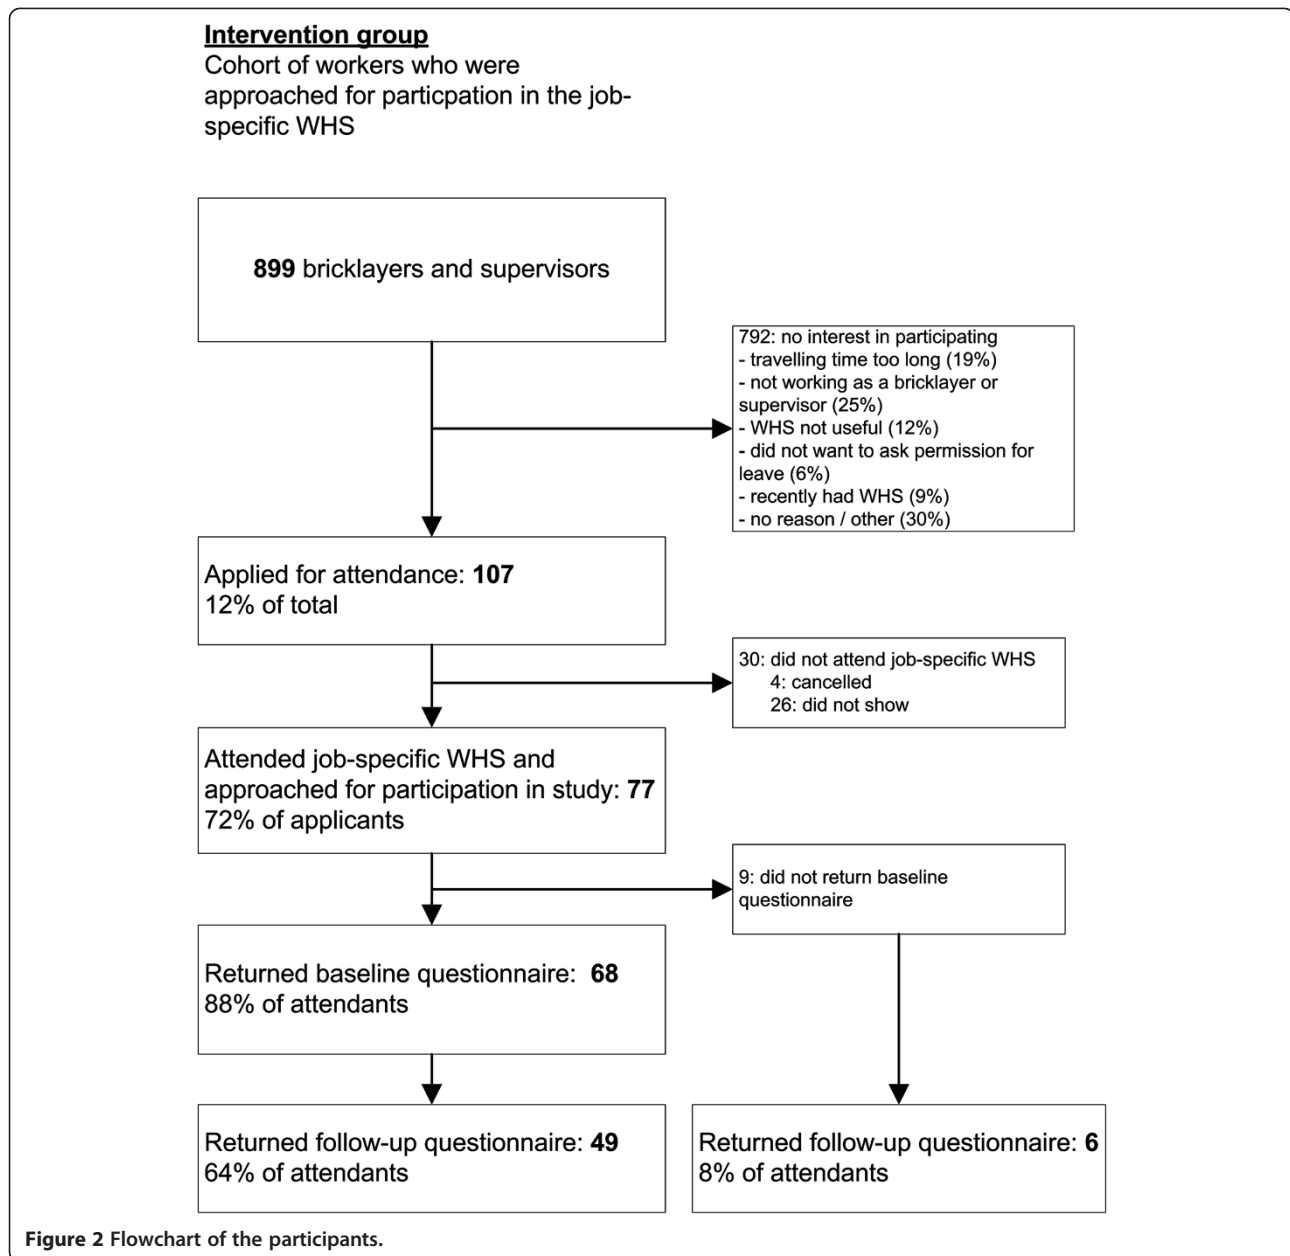 Intervention group
Cohort of workers who were
approached for particpation in the job-
specific WHS
899 bricklayers and supervisors
792: no interest in participating
- travelling time too long (19%)
- not working as a bricklayer or
supervisor (25%)
- WHS not useful (12%)
- did not want to ask permission for
leave (6%)
- recently had WHS (9%)
- no reason / other (30%)
Applied for attendance: 107
12% of total
30: did not attend job-specific WHS
4: cancelled
26: did not show
Attended job-specific WHS and
approached for participation in study: 77
72% of applicants
9: did not return baseline
questionnaire
Returned baseline questionnaire: 68
88% of attendants
Returned follow-up questionnaire: 49
64% of attendants
Returned follow-up questionnaire: 6
8% of attendants
Figure 2 Flowchart of the participants.